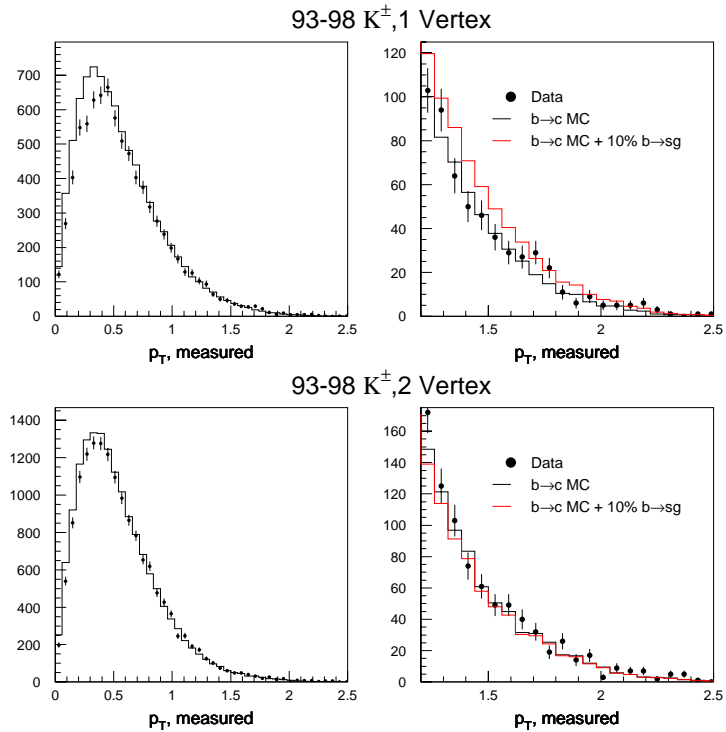 93-98 K±,1 Vertex
700
600
500
400
300
200
100
0
0 0.5 1 1.5 2 2.5
pT, measured
120
100
80
60
40
20
0
1.5 2 2.5
pT, measured
Data
b→c MC
b→c MC + 10% b→sg
93-98 K±,2 Vertex
1400
1200
1000
800
600
400
200
0
0 0.5 1 1.5 2 2.5
pT, measured
160
140
120
100
80
60
40
20
0
1.5 2 2.5
pT, measured
Data
b→c MC
b→c MC + 10% b→sg